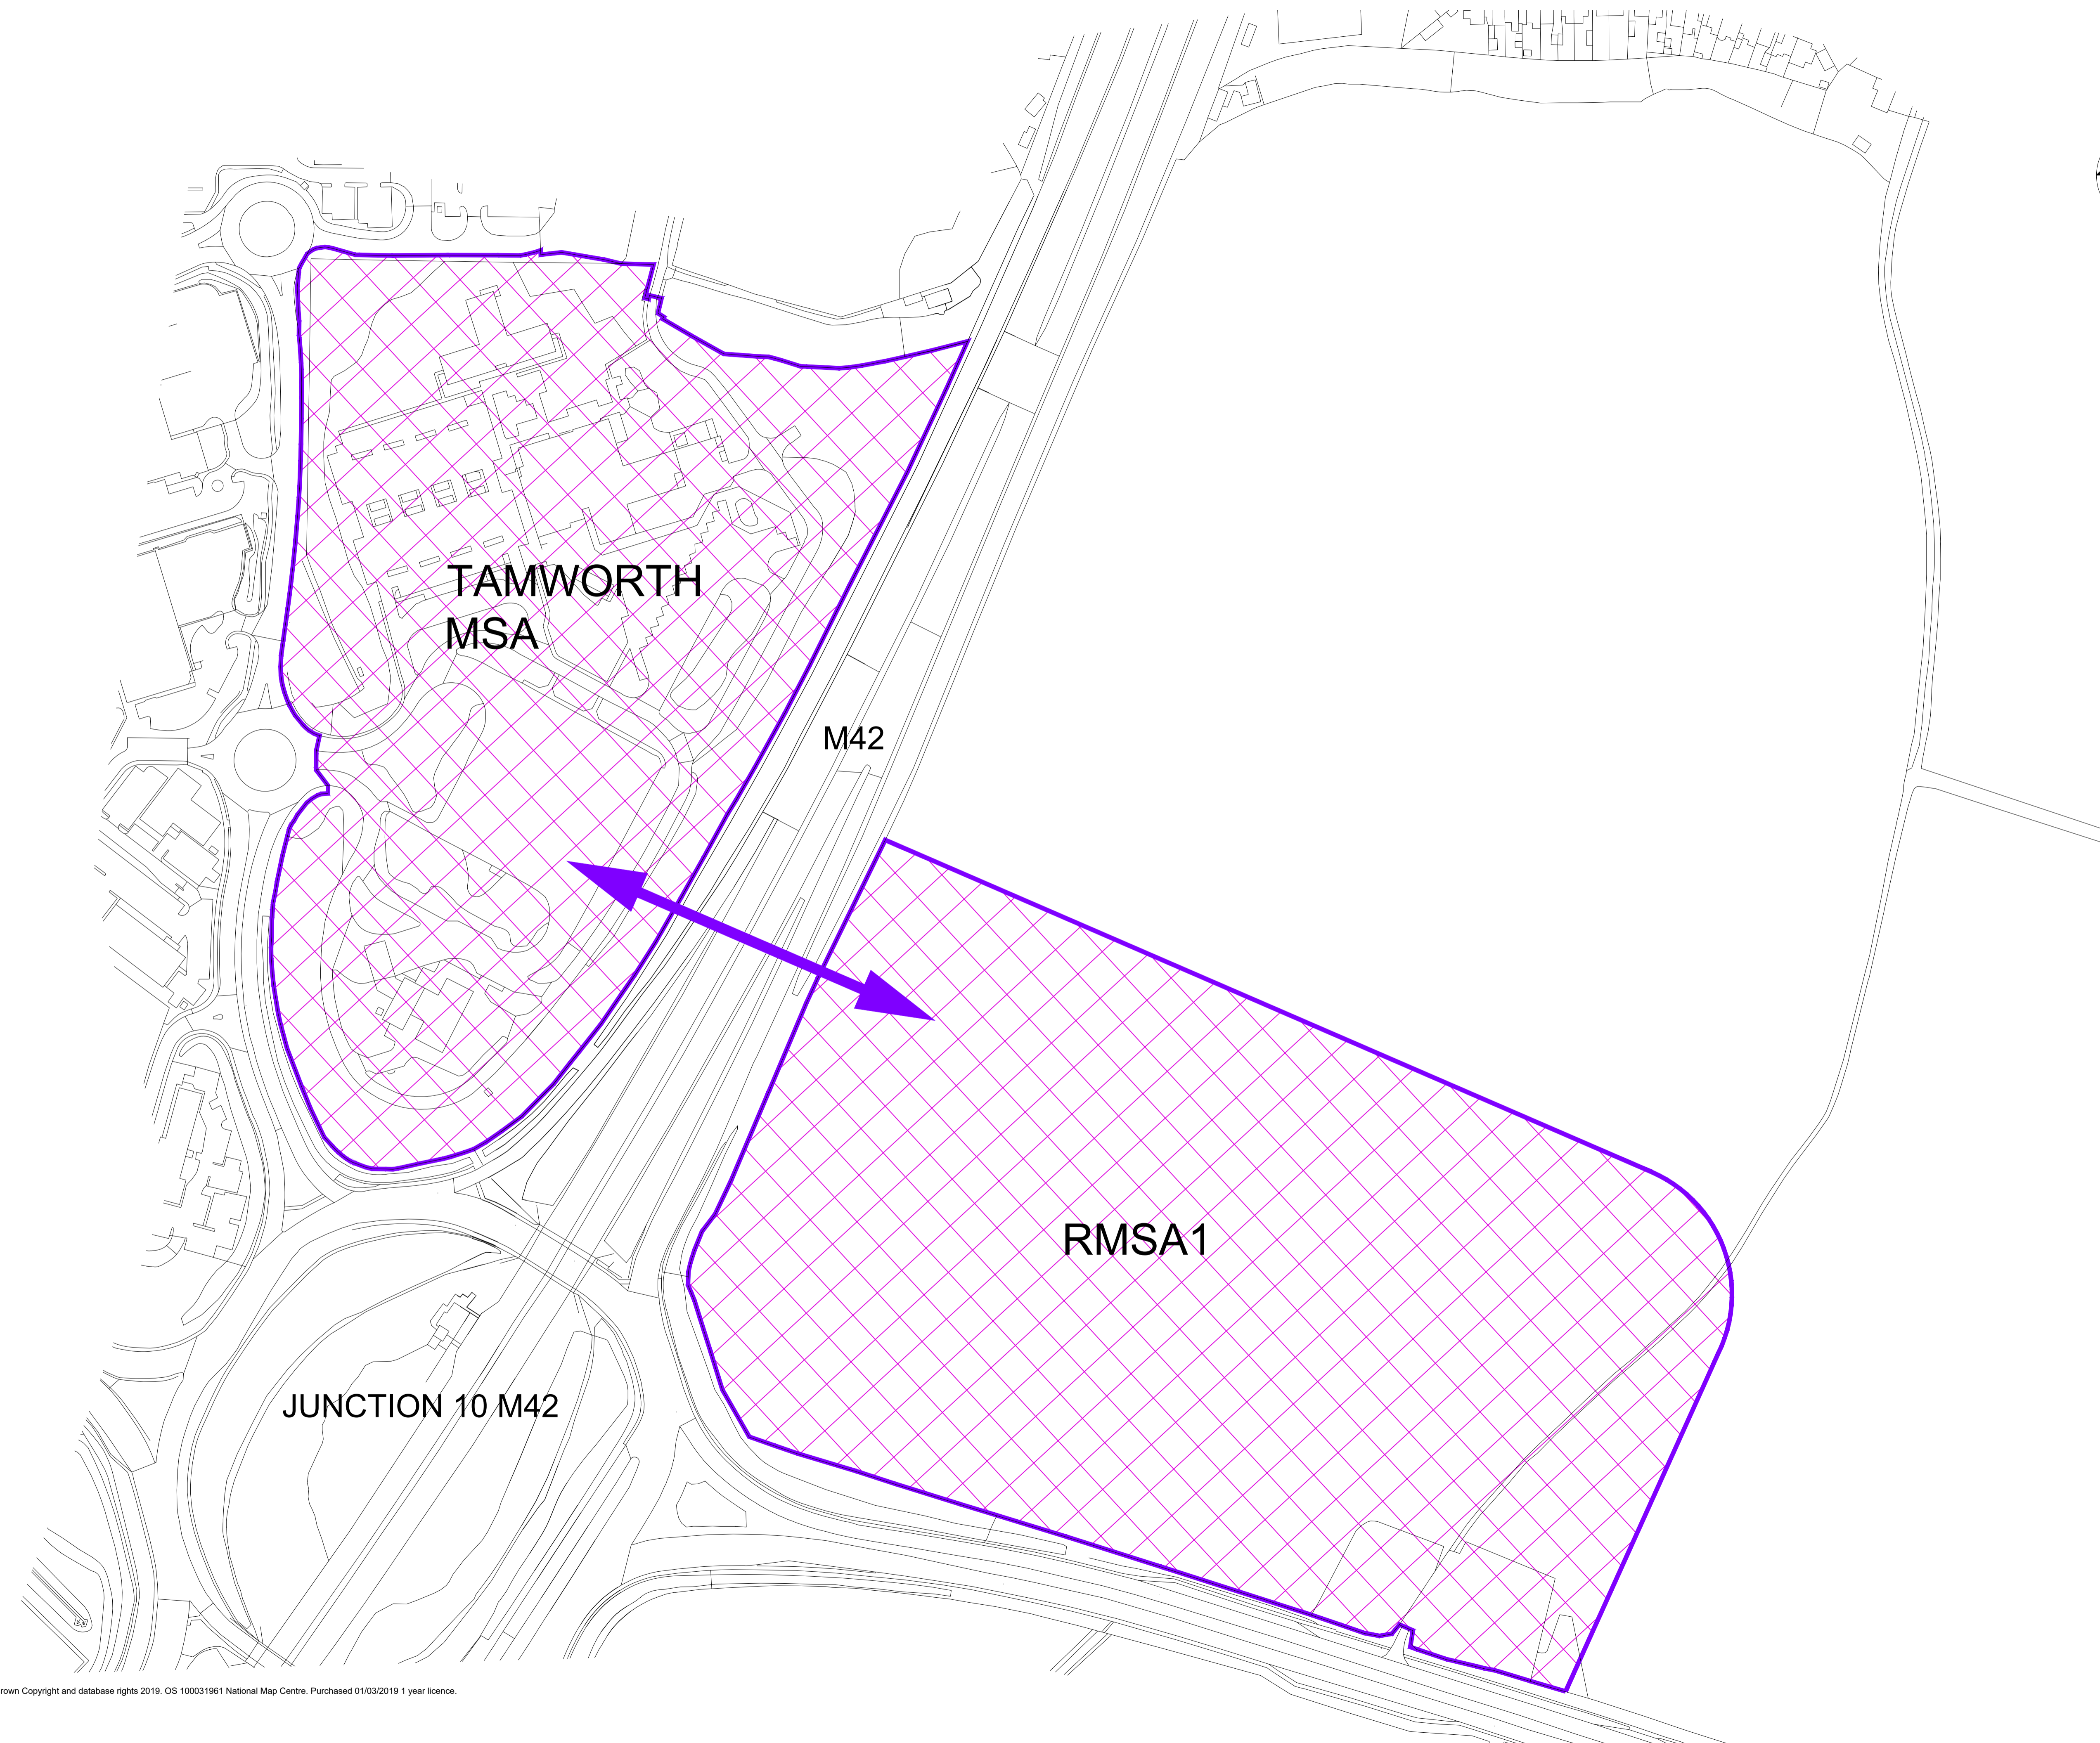 TAMWORTH
MSA
M42
RMSA1
JUNCTION 10 M42
rown Copyright and database rights 2019. OS 100031961 National Map Centre. Purchased 01/03/2019 1 year licence.